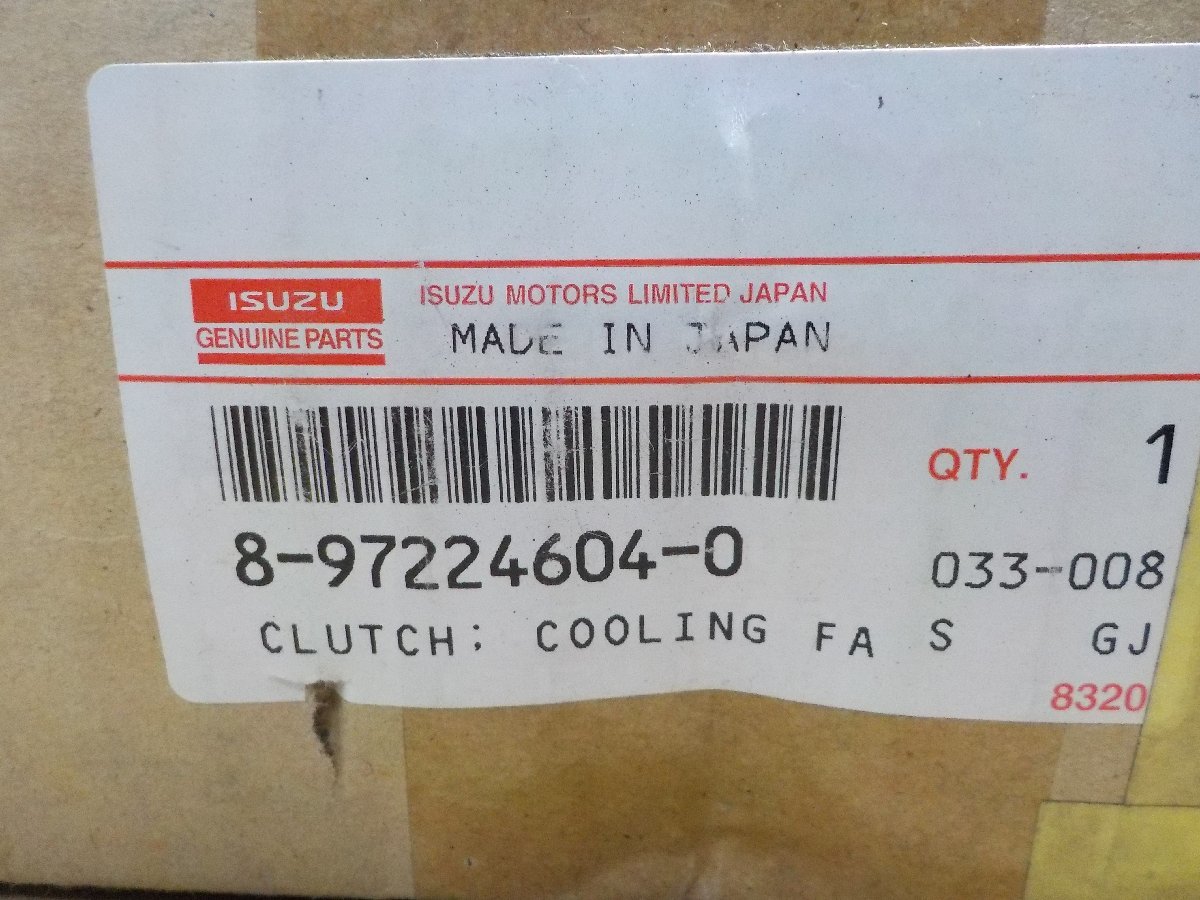 ISUZU
GENUINE PARTS
ISUZU MOTORS LIMITED JAPAN
MADE IN JAPAN
QTY. 1
8-97224604-0 033-008
CLUTCH; COOLING FA S GJ
8320